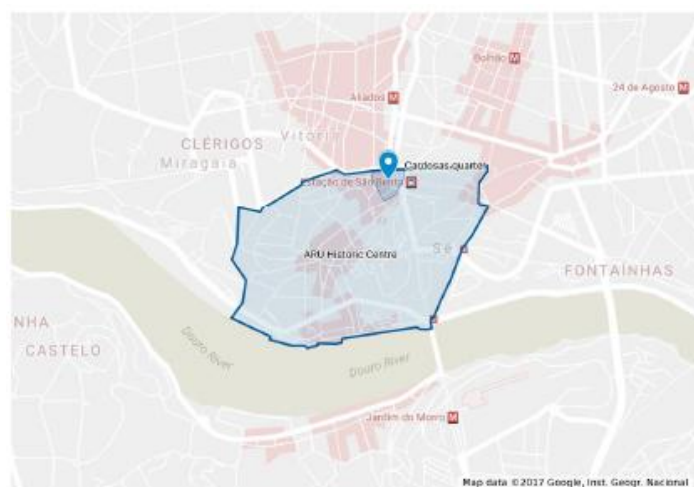 Bolhão M
24 de Agosto M
Aliados M
CLÉRIGOS
Vitória
Miragaia
Cardosas quarter
Estação de São Bento
ARU Historic Centre
Sé
FONTAÍNHAS
NHA
CASTELO
Douro River
Douro River
Jardim do Morro M
Map data ©2017 Google, Inst. Geogr. Nacional